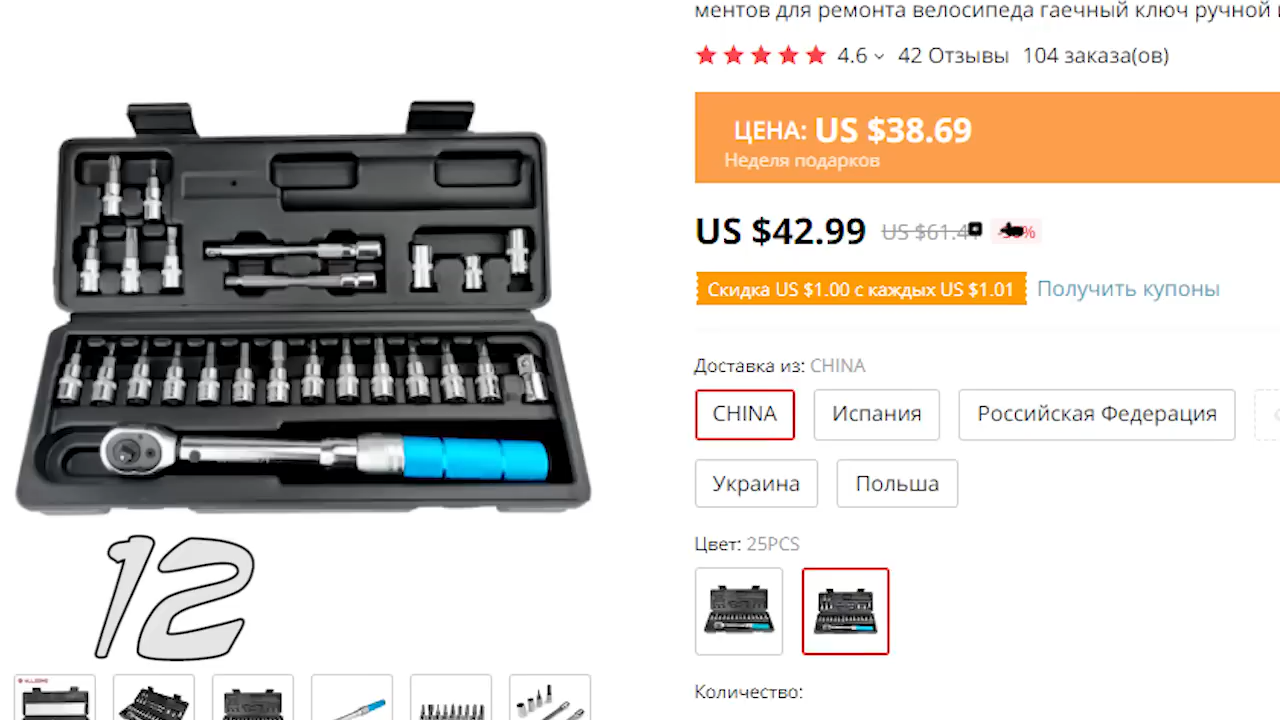 ментов для ремонта велосипеда гаечный ключ ручной
4.6 42 Отзывы 104 заказа(ов)
ЦЕНА: US $38.69
Неделя подарков
US $42.99 US $61.4
Скидка US $1.00 с каждых US $1.01 Получить купоны
Доставка из: CHINA
CHINA Испания Российская Федерация
Украина Польша
Цвет: 25PCS
12
Количество: